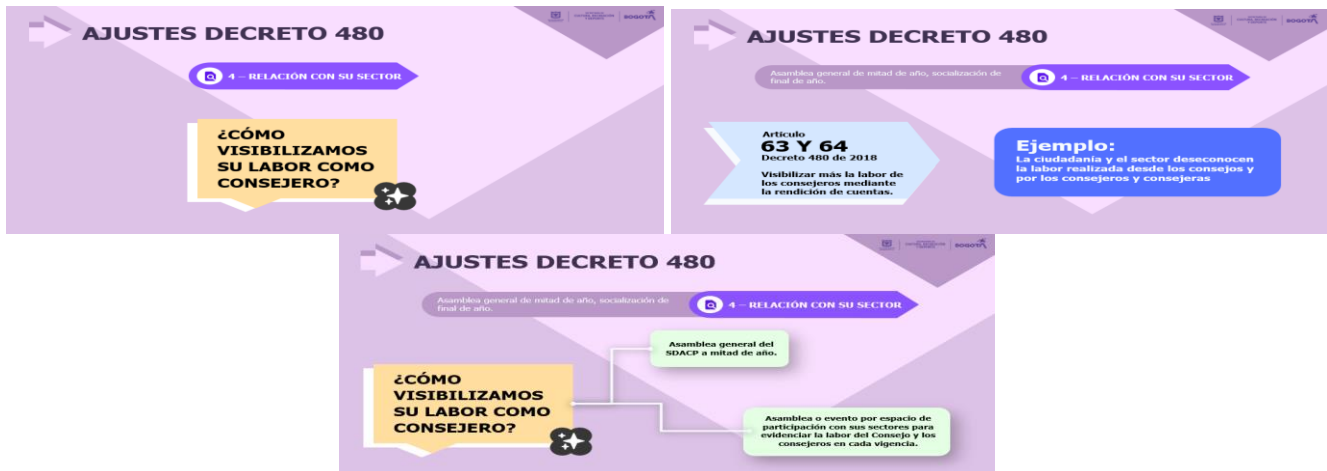 AJUSTES DECRETO 480
4 – RELACIÓN CON SU SECTOR
¿CÓMO
VISIBILIZAMOS
SU LABOR COMO
CONSEJERO?
BOGOTÁ
AJUSTES DECRETO 480
Asamblea general de mitad de año, socialización de
final de año.
4 – RELACIÓN CON SU SECTOR
Artículo
63 Y 64
Decreto 480 de 2018
Visibilizar más la labor de
los consejeros mediante
la rendición de cuentas.
Ejemplo:
La ciudadanía y el sector desconocen
la labor realizada desde los consejos y
por los consejeros y consejeras
BOGOTÁ
AJUSTES DECRETO 480
Asamblea general de mitad de año, socialización de
final de año.
4 – RELACIÓN CON SU SECTOR
Asamblea general del
SDACP a mitad de año.
¿CÓMO
VISIBILIZAMOS
SU LABOR COMO
CONSEJERO?
Asamblea o evento por espacio de
participación con sus sectores para
evidenciar la labor del Consejo y los
consejeros en cada vigencia.
BOGOTÁ